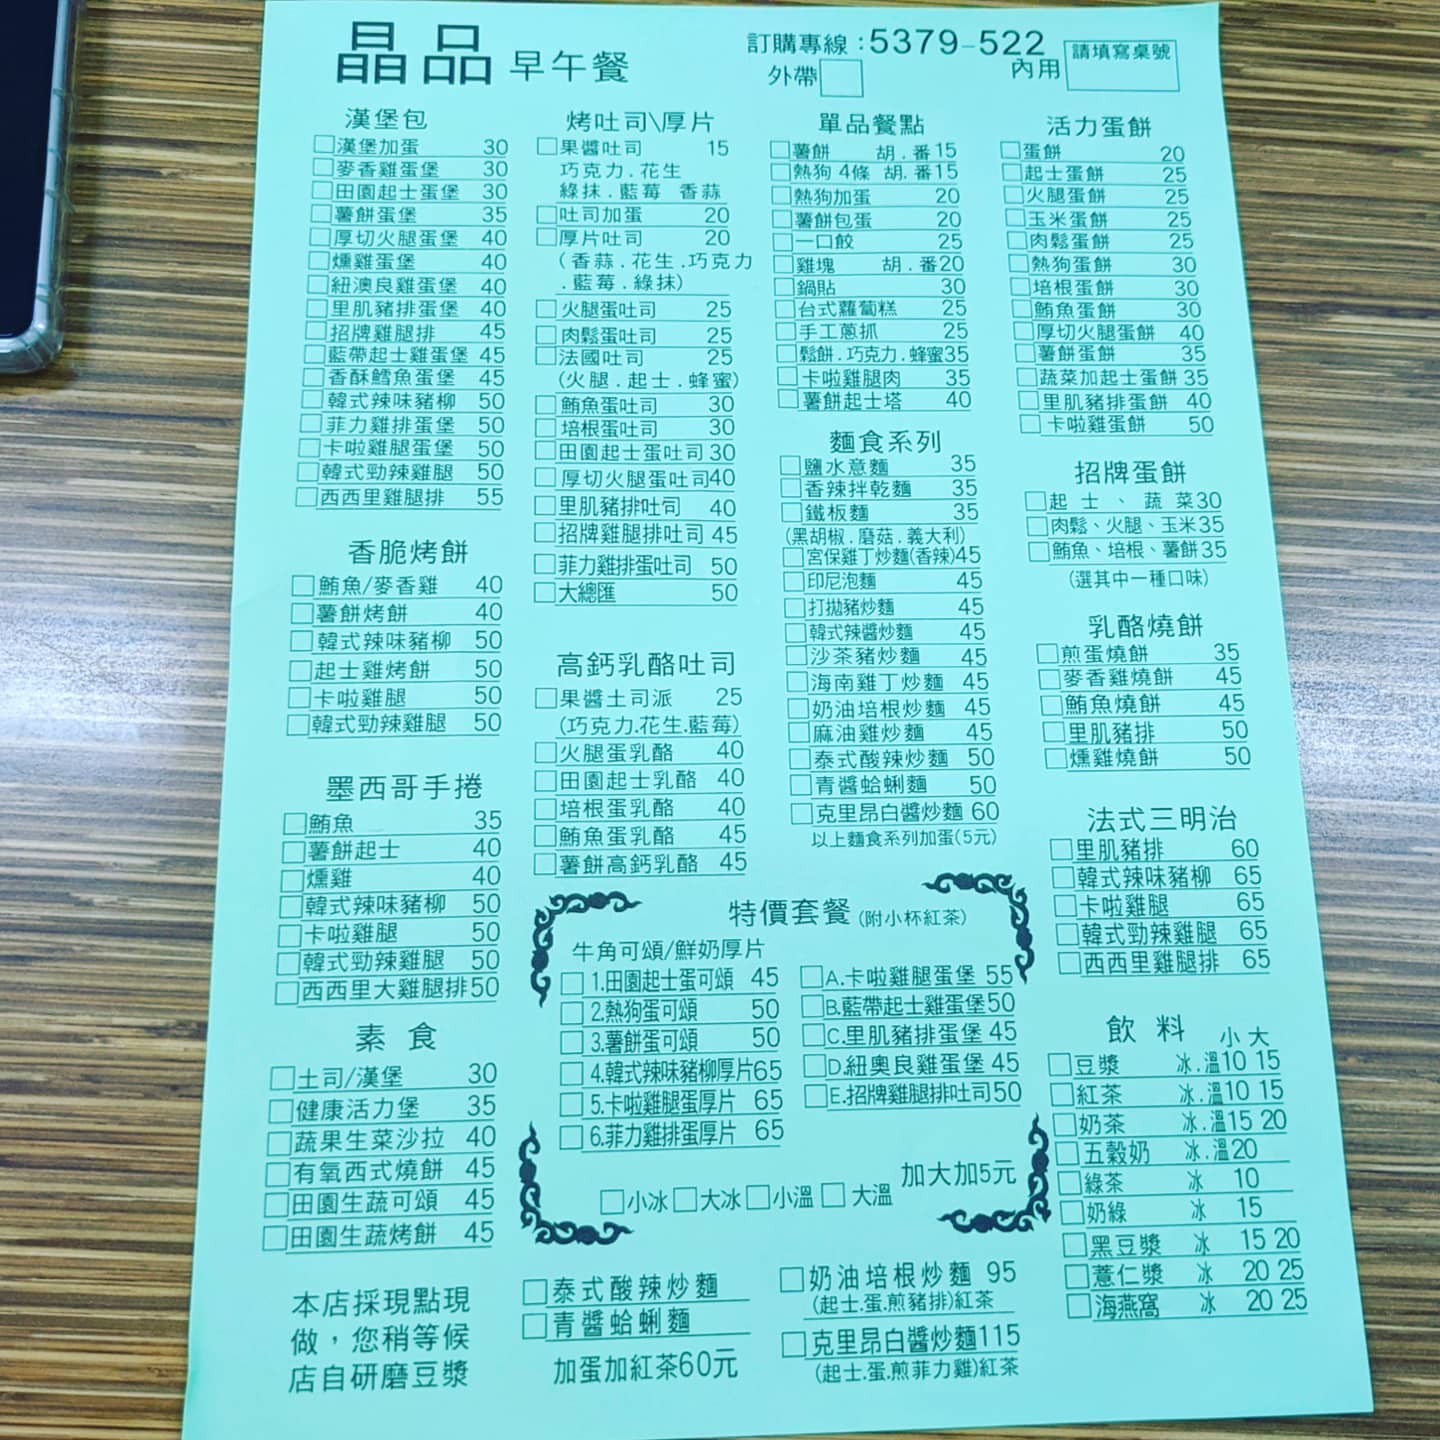 晶品 早午餐
訂購專線:5379-522
外帶
內用
請填寫桌號
漢堡包
漢堡加蛋 30
麥香雞蛋堡 30
田園起士蛋堡 30
薯餅蛋堡 35
厚切火腿蛋堡 40
燻雞蛋堡 40
紐澳良雞蛋堡 40
里肌豬排蛋堡 40
招牌雞腿排 45
藍帶起士雞蛋堡 45
香酥鱈魚蛋堡 45
韓式辣味豬柳 50
菲力雞排蛋堡 50
卡啦雞腿蛋堡 50
韓式勁辣雞腿 50
西西里雞腿排 55
香脆烤餅
鮪魚/麥香雞 40
薯餅烤餅 40
韓式辣味豬柳 50
起士雞烤餅 50
卡啦雞腿 50
韓式勁辣雞腿 50
墨西哥手捲
鮪魚 35
薯餅起士 40
燻雞 40
韓式辣味豬柳 50
卡啦雞腿 50
韓式勁辣雞腿 50
西西里大雞腿排50
素 食
土司/漢堡 30
健康活力堡 35
蔬果生菜沙拉 40
有氧西式燒餅 45
田園生蔬可頌 45
田園生蔬烤餅 45
本店採現點現
做，您稍等候
店自研磨豆漿
烤吐司\厚片
果醬吐司 15
巧克力.花生
綠抹.藍莓 香蒜
吐司加蛋 20
厚片吐司 20
(香蒜.花生.巧克力
.藍莓.綠抹)
火腿蛋吐司 25
肉鬆蛋吐司 25
法國吐司 25
(火腿.起士.蜂蜜)
鮪魚蛋吐司 30
培根蛋吐司 30
田園起士蛋吐司30
厚切火腿蛋吐司40
里肌豬排吐司 40
招牌雞腿排吐司45
菲力雞排蛋吐司 50
大總匯 50
高鈣乳酪吐司
果醬土司派 25
(巧克力.花生.藍莓)
火腿蛋乳酪 40
田園起士乳酪 40
培根蛋乳酪 40
鮪魚蛋乳酪 45
薯餅高鈣乳酪 45
單品餐點
薯餅 胡.番15
熱狗4條 胡.番15
熱狗加蛋 20
薯餅包蛋 20
一口餃 25
雞塊 胡.番20
鍋貼 30
台式蘿蔔糕 25
手工蔥抓 25
鬆餅.巧克力.蜂蜜35
卡啦雞腿肉 35
薯餅起士塔 40
麵食系列
鹽水意麵 35
香辣拌乾麵 35
鐵板麵 35
(黑胡椒.磨菇.義大利)
宮保雞丁炒麵(香辣)45
印尼泡麵 45
打拋豬炒麵 45
韓式辣醬炒麵 45
沙茶豬炒麵 45
海南雞丁炒麵 45
奶油培根炒麵 45
麻油雞炒麵 45
泰式酸辣炒麵 50
青醬蛤蜊麵 50
克里昂白醬炒麵 60
以上麵食系列加蛋(5元)
活力蛋餅
蛋餅 20
起士蛋餅 25
火腿蛋餅 25
玉米蛋餅 25
肉鬆蛋餅 25
熱狗蛋餅 30
培根蛋餅 30
鮪魚蛋餅 30
厚切火腿蛋餅 40
薯餅蛋餅 35
蔬菜加起士蛋餅 35
里肌豬排蛋餅 40
卡啦雞蛋餅 50
招牌蛋餅
起士、蔬菜30
肉鬆、火腿、玉米35
鮪魚、培根、薯餅35
(選其中一種口味)
乳酪燒餅
煎蛋燒餅 35
麥香雞燒餅 45
鮪魚燒餅 45
里肌豬排 50
燻雞燒餅 50
法式三明治
里肌豬排 60
韓式辣味豬柳 65
卡啦雞腿 65
韓式勁辣雞腿 65
西西里雞腿排 65
飲 料 小 大
豆漿 冰.溫10 15
紅茶 冰.溫10 15
奶茶 冰.溫15 20
五穀奶 冰.溫20
綠茶 冰 10
奶綠 冰 15
黑豆漿 冰 15 20
薏仁漿 冰 20 25
海燕窩 冰 20 25
特價套餐(附小杯紅茶)
牛角可頌/鮮奶厚片
1.田園起士蛋可頌 45
2.熱狗蛋可頌 50
3.薯餅蛋可頌 50
4.韓式辣味豬柳厚片65
5.卡啦雞腿蛋厚片 65
6.菲力雞排蛋厚片 65
A.卡啦雞腿蛋堡 55
B.藍帶起士雞蛋堡50
C.里肌豬排蛋堡 45
D.紐奧良雞蛋堡 45
E.招牌雞腿排吐司50
加大加5元
小冰 大冰 小溫 大溫
泰式酸辣炒麵
青醬蛤蜊麵
加蛋加紅茶60元
奶油培根炒麵 95
(起士.蛋.煎豬排)紅茶
克里昂白醬炒麵115
(起士.蛋.煎菲力雞)紅茶